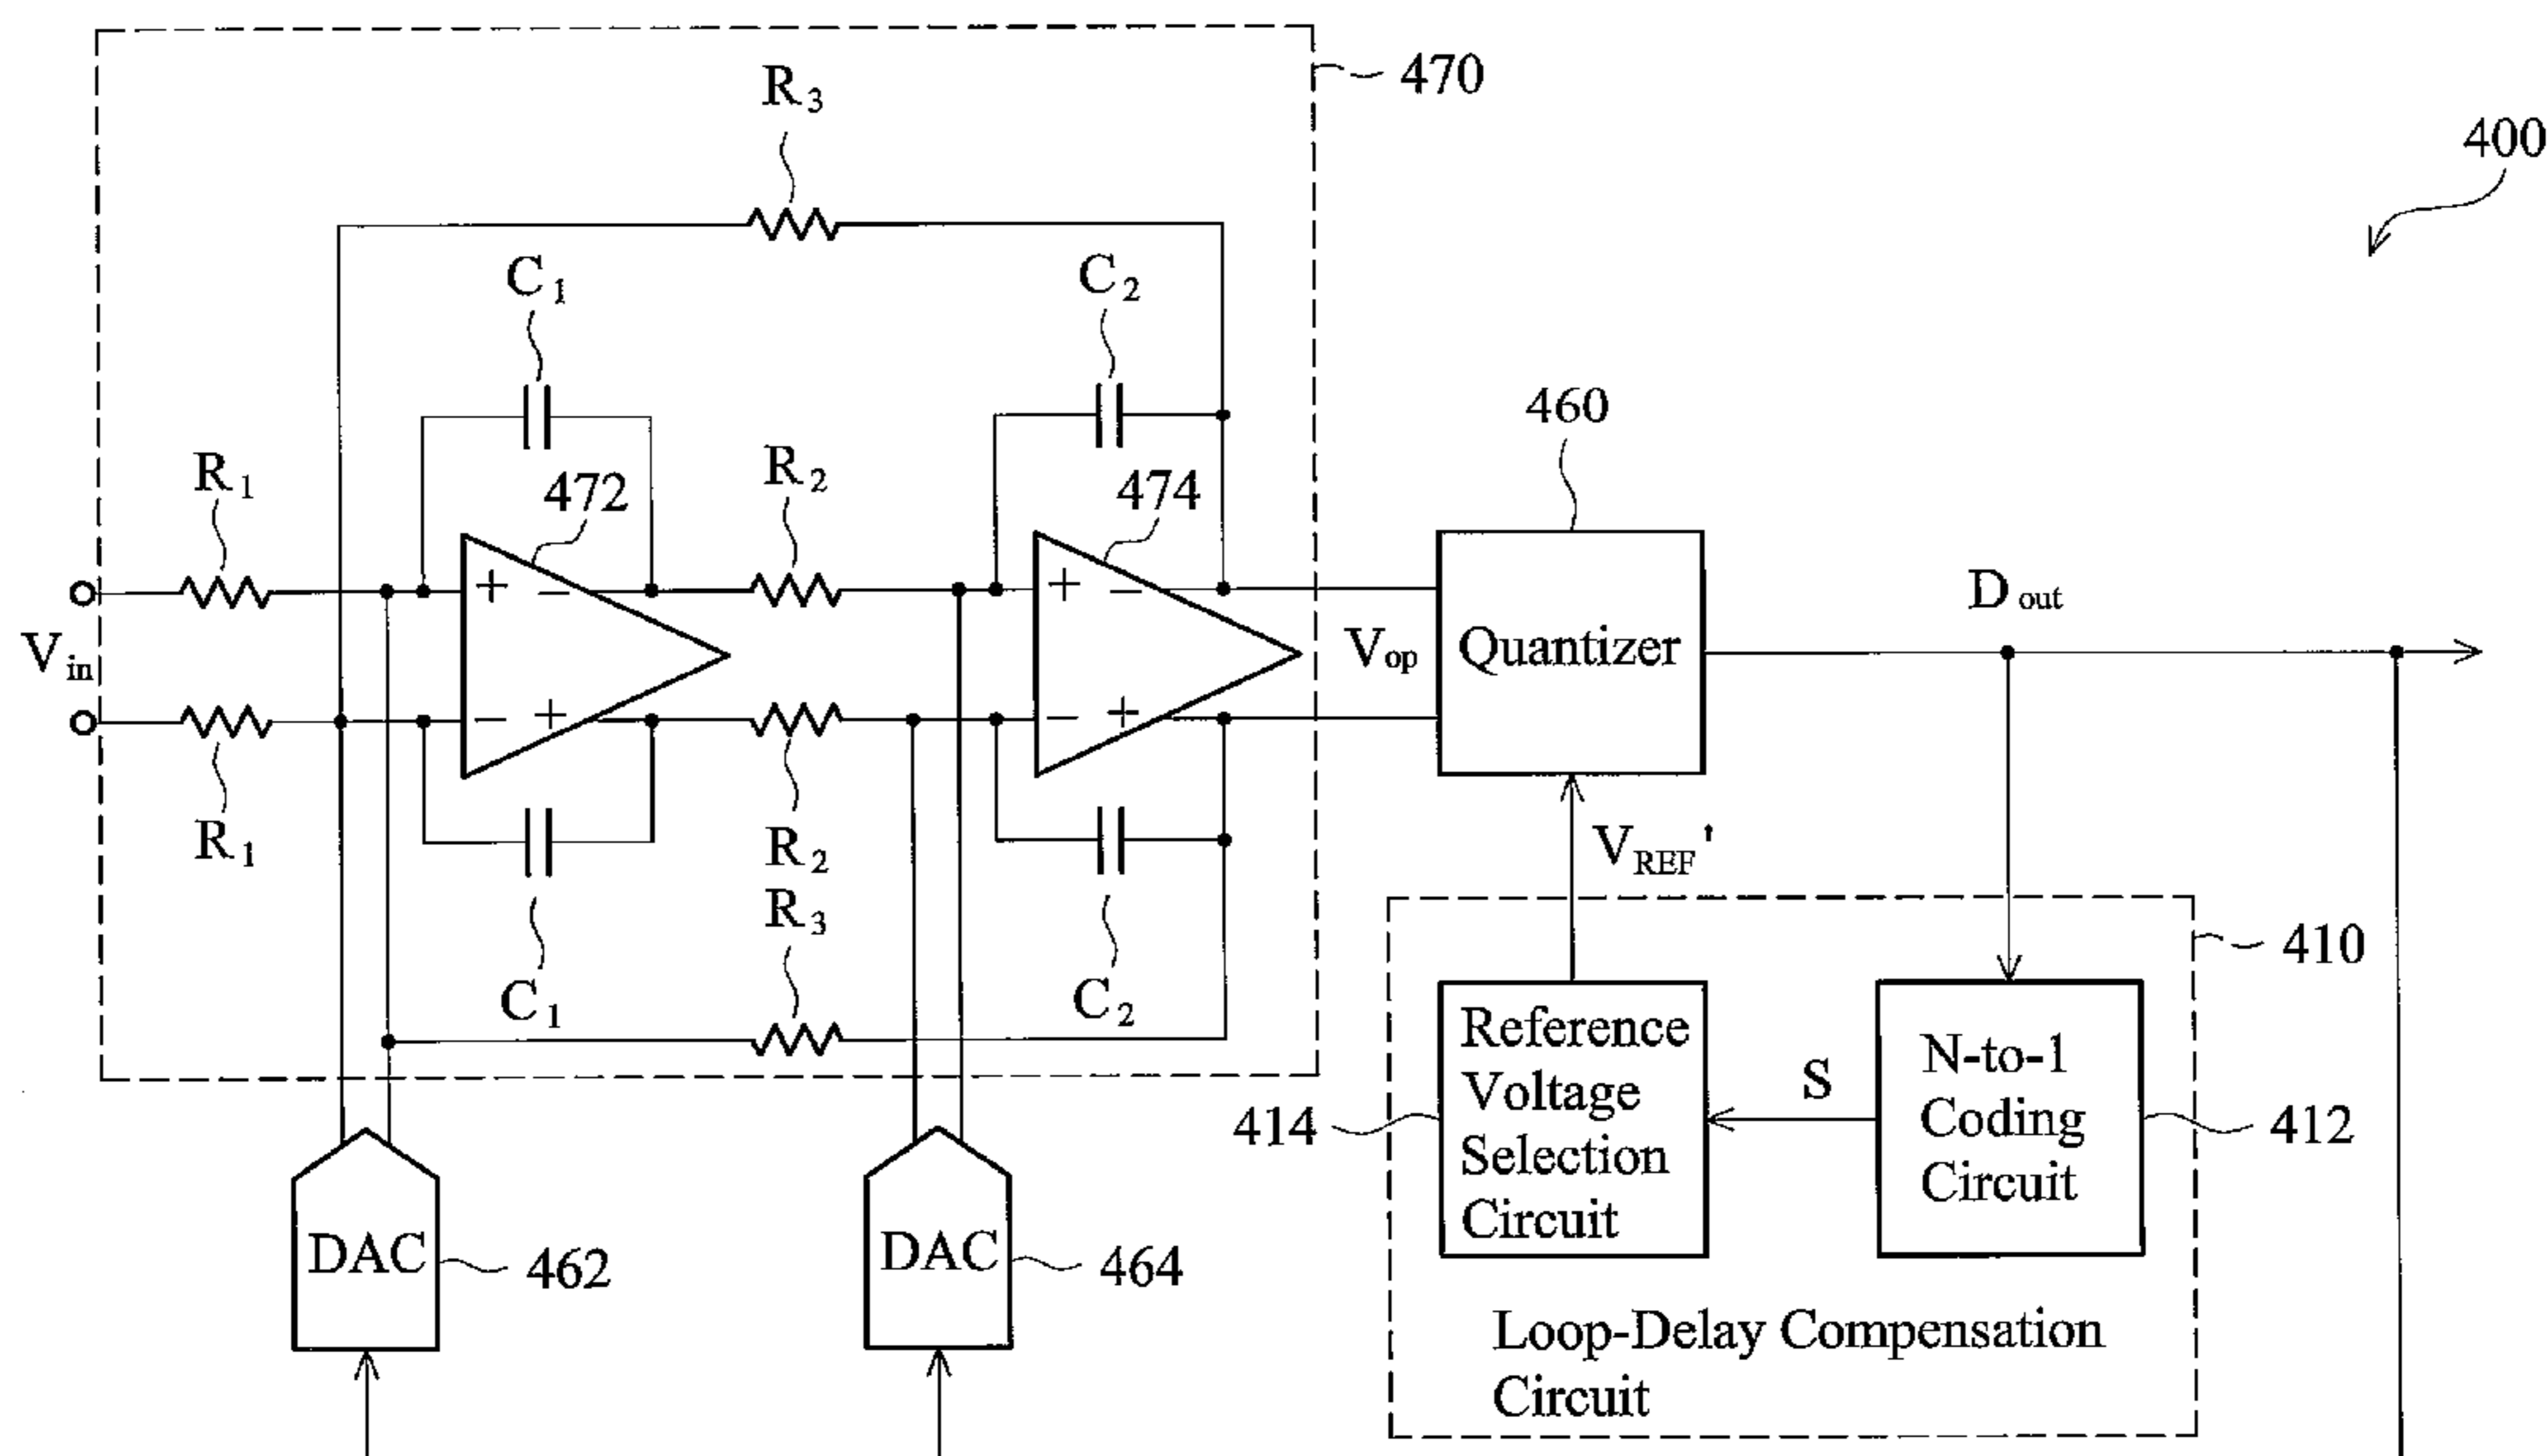 470
R3
400
C1
C2
460
R1
472
R2
474
Vin
+
−
−
+
+
−
−
+
Vop
Quantizer
Dout
R1
R2
VREF'
R3
410
C1
C2
Reference
Voltage
Selection
Circuit
S
N-to-1
Coding
Circuit
414
412
DAC
462
DAC
464
Loop-Delay Compensation
Circuit